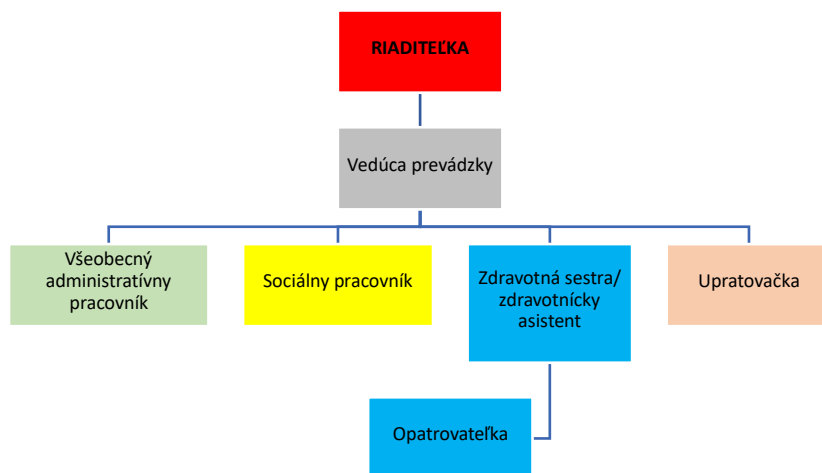 RIADITEĽKA
Vedúca prevádzky
Všeobecný
administratívny
pracovník
Sociálny pracovník
Zdravotná sestra/
zdravotnícky
asistent
Upratovačka
Opatrovateľka